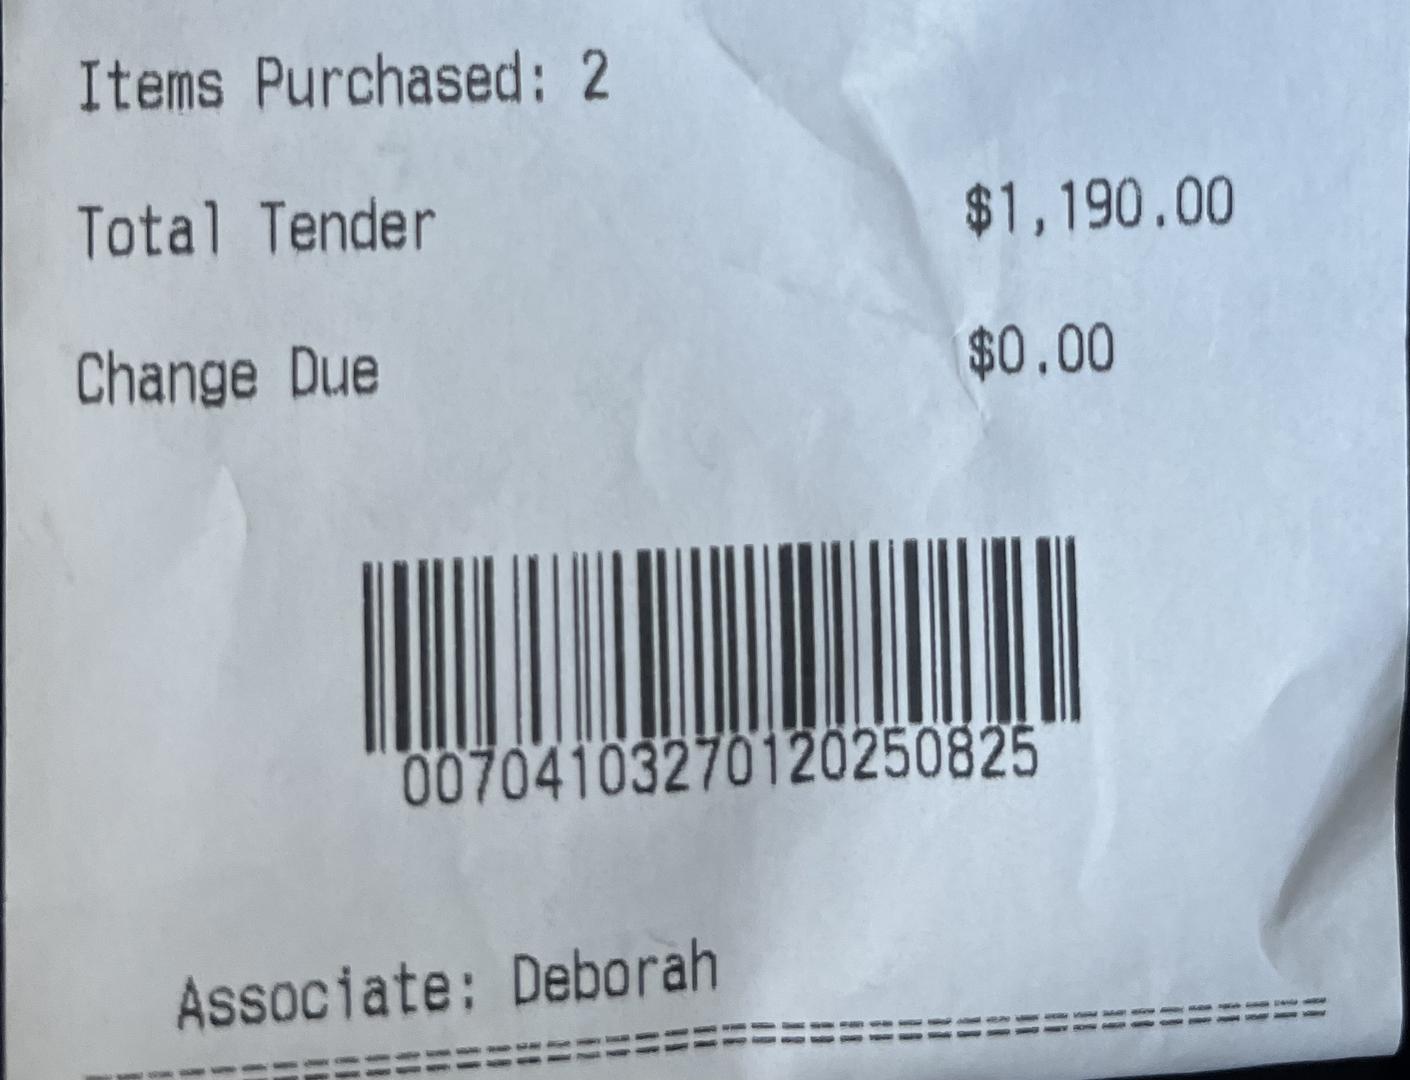 Items Purchased: 2
Total Tender $1,190.00
Change Due $0.00
00704103270120250825
Associate: Deborah